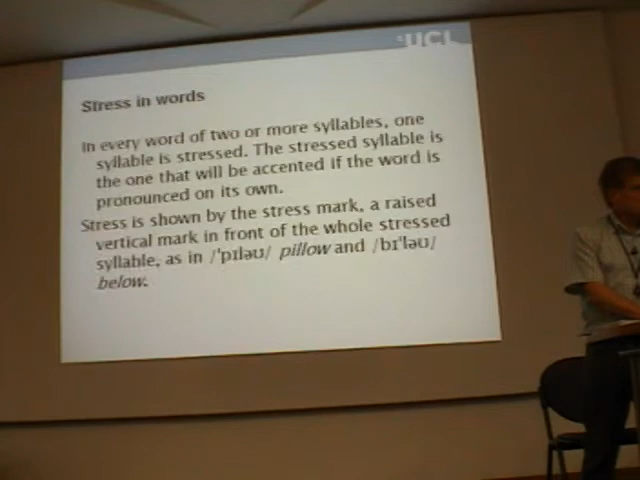 UCL
Stress in words
In every word of two or more syllables, one
syllable is stressed. The stressed syllable is
the one that will be accented if the word is
pronounced on its own.
Stress is shown by the stress mark, a raised
vertical mark in front of the whole stressed
syllable, as in /ˈpɪləʊ/ pillow and /bɪˈləʊ/
below.